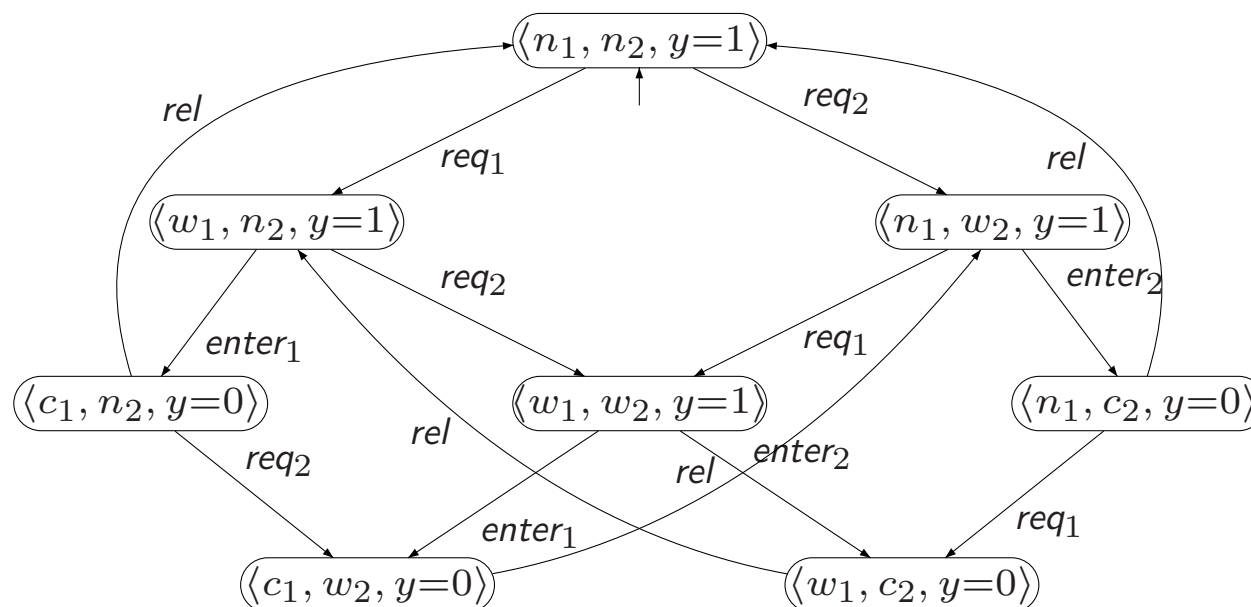 ⟨n₁, n₂, y=1⟩
rel
req₂
req₁
rel
⟨w₁, n₂, y=1⟩
⟨n₁, w₂, y=1⟩
req₂
enter₂
enter₁
req₁
⟨c₁, n₂, y=0⟩
⟨w₁, w₂, y=1⟩
⟨n₁, c₂, y=0⟩
rel
req₂
rel
enter₂
enter₁
req₁
⟨c₁, w₂, y=0⟩
⟨w₁, c₂, y=0⟩